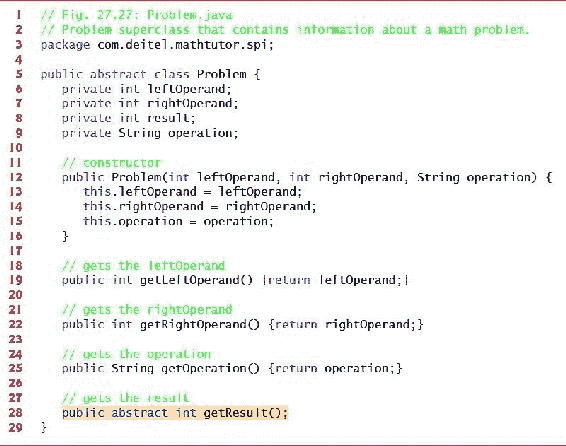 1 // Fig. 27.27: Problem.java
2 // Problem superclass that contains information about a math problem.
3 package com.deitel.mathtutor.spi;
4
5 public abstract class Problem {
6 private int leftOperand;
7 private int rightOperand;
8 private int result;
9 private String operation;
10
11 // constructor
12 public Problem(int leftOperand, int rightOperand, String operation) {
13 this.leftOperand = leftOperand;
14 this.rightOperand = rightOperand;
15 this.operation = operation;
16 }
17
18 // gets the leftOperand
19 public int getLeftOperand() {return leftOperand;}
20
21 // gets the rightOperand
22 public int getRightOperand() {return rightOperand;}
23
24 // gets the operation
25 public String getOperation() {return operation;}
26
27 // gets the result
28 public abstract int getResult();
29 }